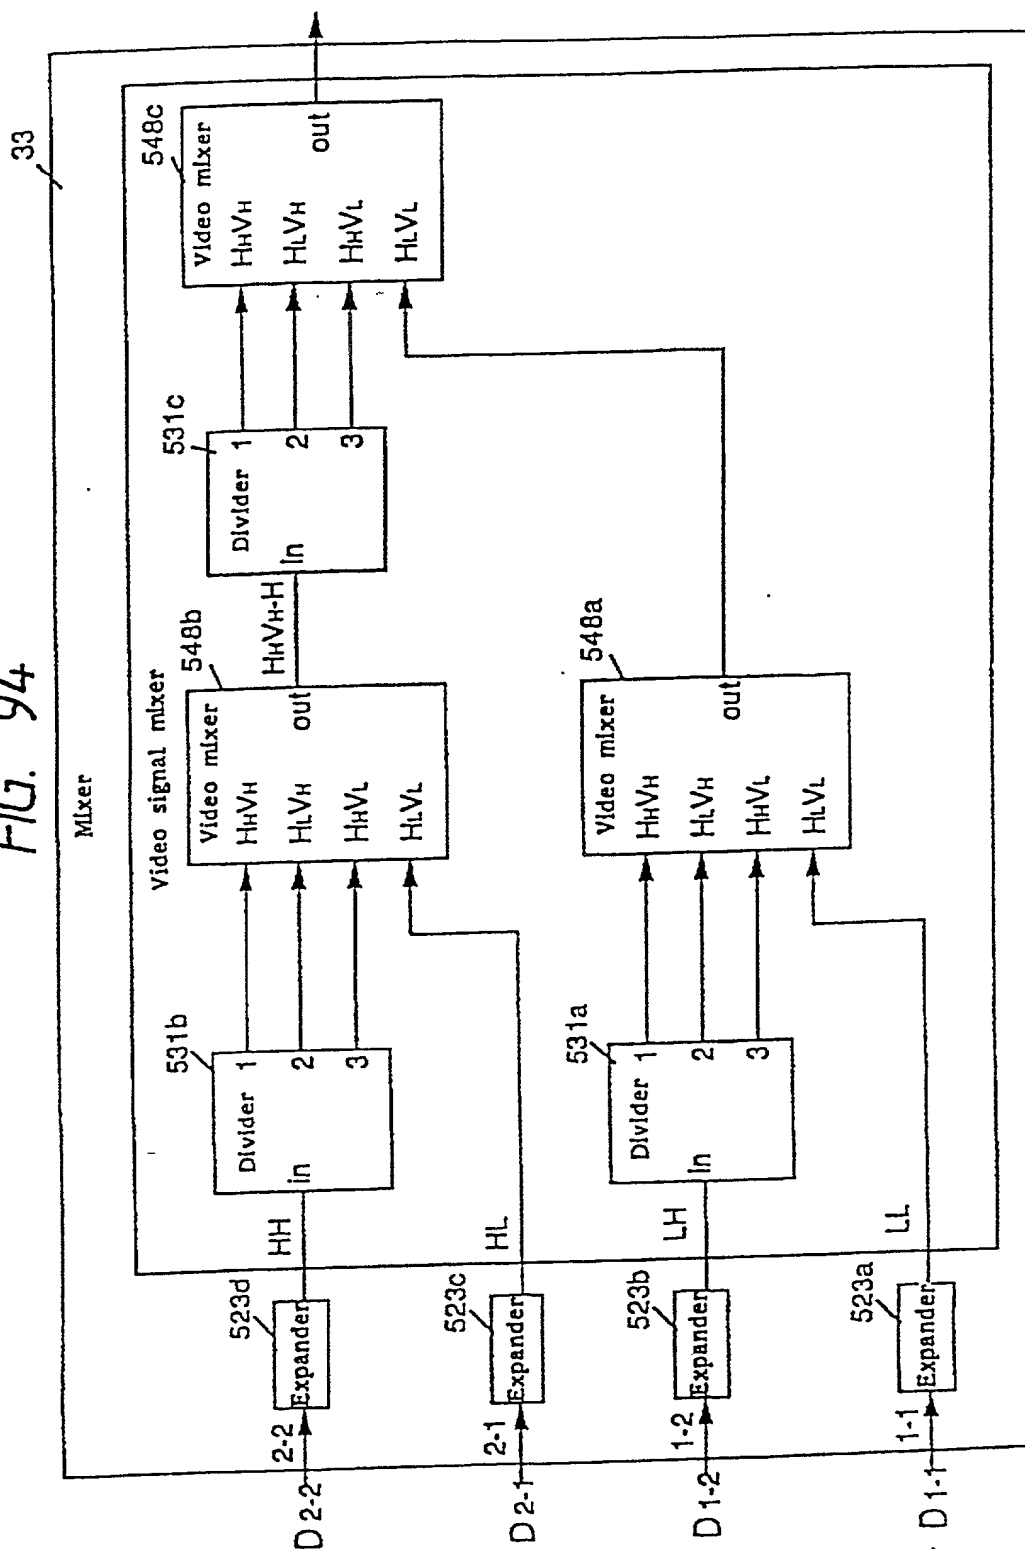 FIG. 94
33
Mixer
Video signal mixer
D2-2
2-2
Expander
523d
HH
Divider
in
1
2
3
531b
Video mixer
HHVH
HLVH
HHVL
HLVL
out
548b
HHVH-H
Divider
In
1
2
3
531c
Video mixer
HHVH
HLVH
HHVL
HLVL
out
548c
D2-1
2-1
Expander
523c
HL
D1-2
1-2
Expander
523b
LH
Divider
In
1
2
3
531a
Video mixer
HHVH
HLVH
HHVL
HLVL
out
548a
D1-1
1-1
Expander
523a
LL